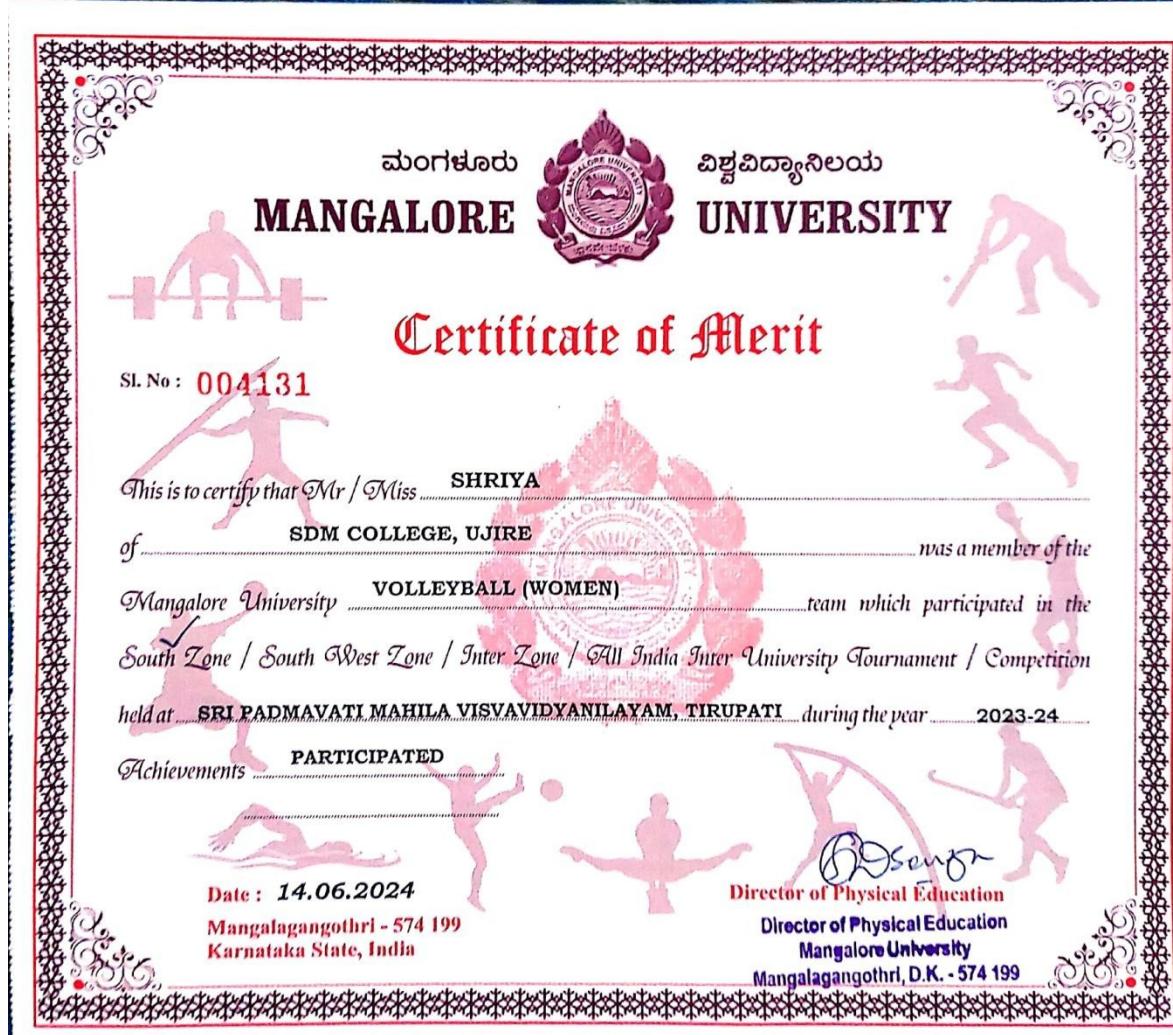 ಮಂಗಳೂರು ವಿಶ್ವವಿದ್ಯಾನಿಲಯ
MANGALORE UNIVERSITY
Certificate of Merit
Sl. No : 004131
This is to certify that Mr / Miss SHRIYA
of SDM COLLEGE, UJIRE was a member of the
Mangalore University VOLLEYBALL (WOMEN) team which participated in the
South Zone / South West Zone / Inter Zone / All India Inter University Tournament / Competition
held at SRI PADMAVATI MAHILA VISVAVIDYANILAYAM, TIRUPATI during the year 2023-24
Achievements PARTICIPATED
Date : 14.06.2024
Mangalagangothri - 574 199
Karnataka State, India
Director of Physical Education
Director of Physical Education
Mangalore University
Mangalagangothri, D.K. - 574 199